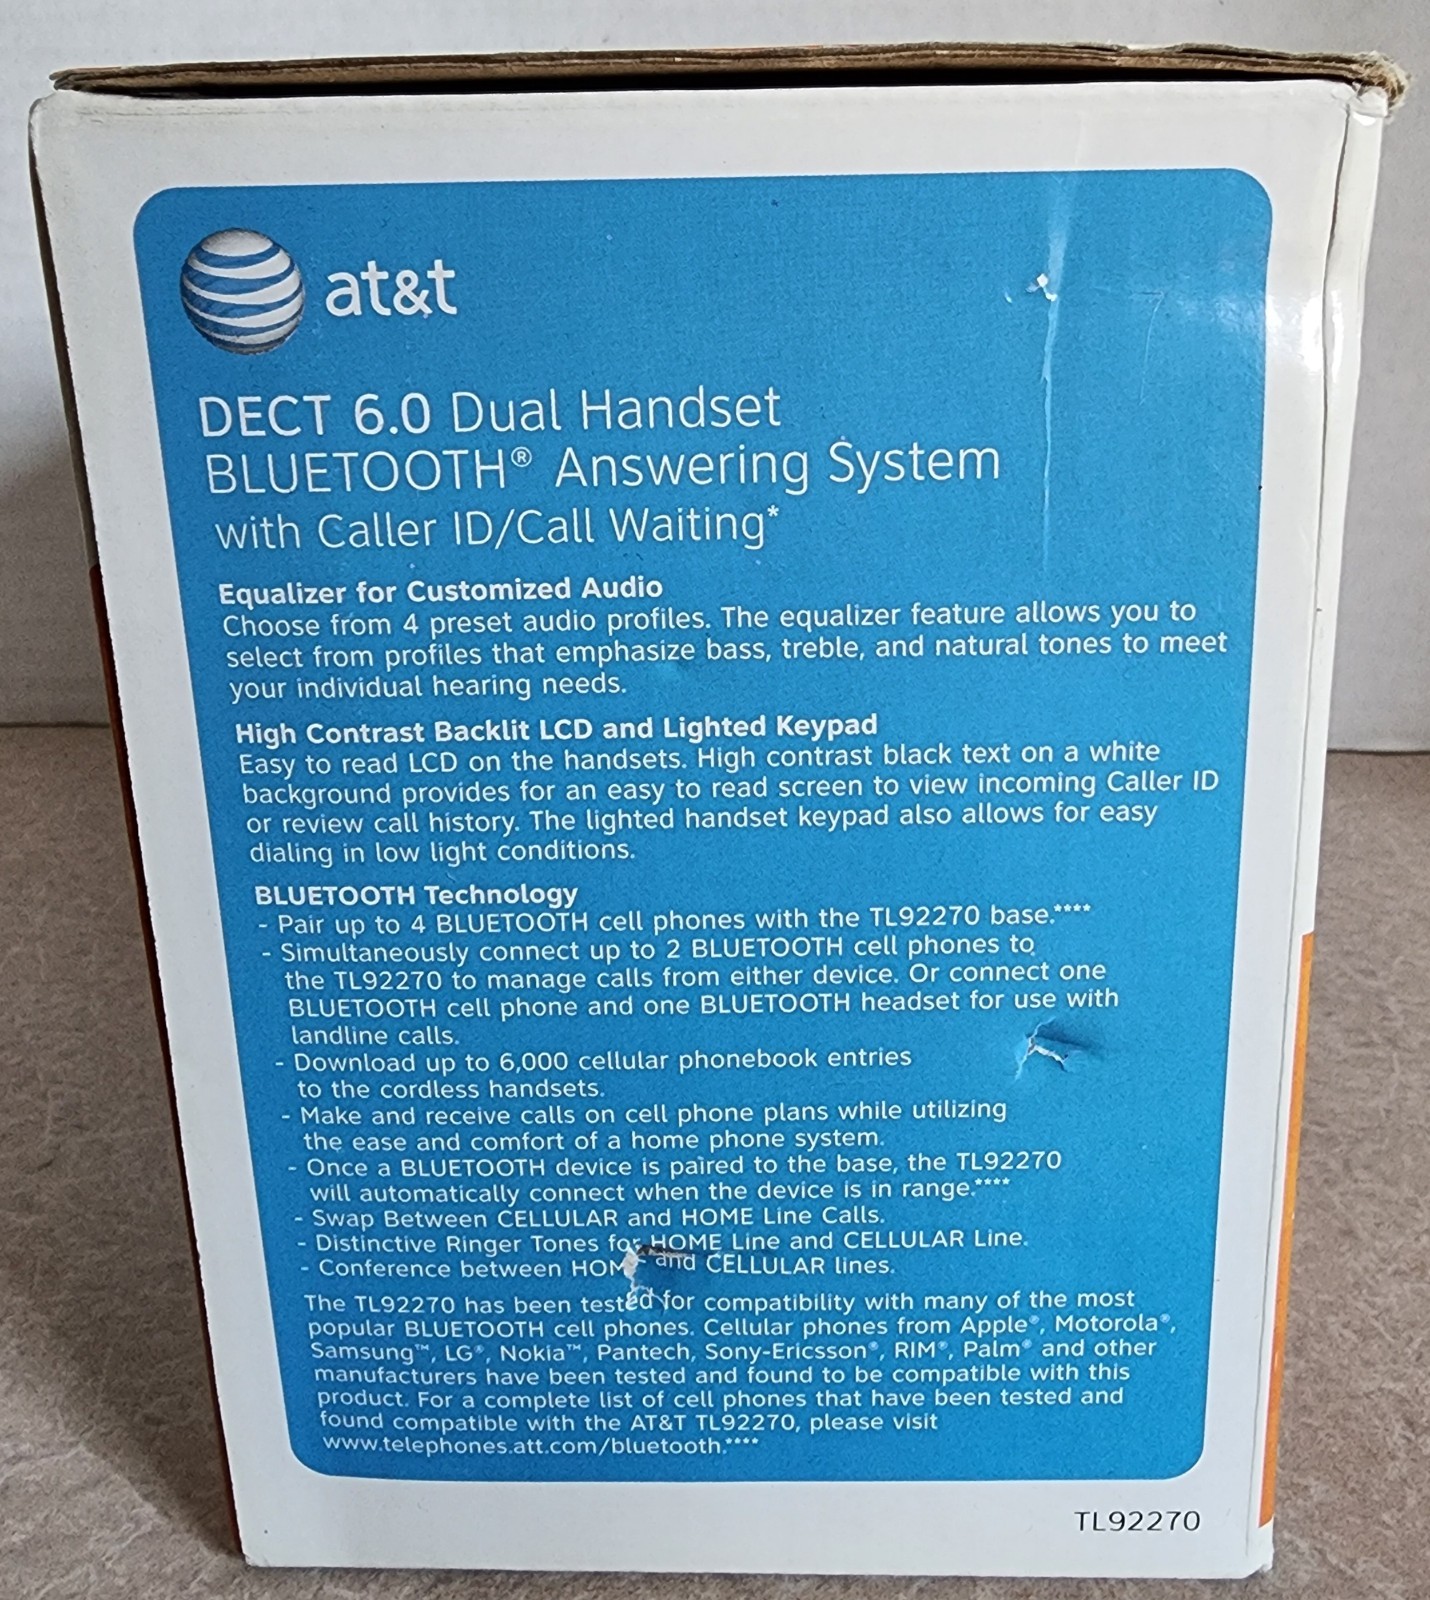 at&t
DECT 6.0 Dual Handset
BLUETOOTH® Answering System
with Caller ID/Call Waiting*
Equalizer for Customized Audio
Choose from 4 preset audio profiles. The equalizer feature allows you to
select from profiles that emphasize bass, treble, and natural tones to meet
your individual hearing needs.
High Contrast Backlit LCD and Lighted Keypad
Easy to read LCD on the handsets. High contrast black text on a white
background provides for an easy to read screen to view incoming Caller ID
or review call history. The lighted handset keypad also allows for easy
dialing in low light conditions.
BLUETOOTH Technology
- Pair up to 4 BLUETOOTH cell phones with the TL92270 base.****
- Simultaneously connect up to 2 BLUETOOTH cell phones to
the TL92270 to manage calls from either device. Or connect one
BLUETOOTH cell phone and one BLUETOOTH headset for use with
landline calls.
- Download up to 6,000 cellular phonebook entries
to the cordless handsets.
- Make and receive calls on cell phone plans while utilizing
the ease and comfort of a home phone system.
- Once a BLUETOOTH device is paired to the base, the TL92270
will automatically connect when the device is in range.****
- Swap Between CELLULAR and HOME Line Calls.
- Distinctive Ringer Tones for HOME Line and CELLULAR Line.
- Conference between HOME and CELLULAR lines.
The TL92270 has been tested for compatibility with many of the most
popular BLUETOOTH cell phones. Cellular phones from Apple®, Motorola®,
Samsung™, LG®, Nokia™, Pantech, Sony-Ericsson®, RIM®, Palm® and other
manufacturers have been tested and found to be compatible with this
product. For a complete list of cell phones that have been tested and
found compatible with the AT&T TL92270, please visit
www.telephones.att.com/bluetooth.****
TL92270